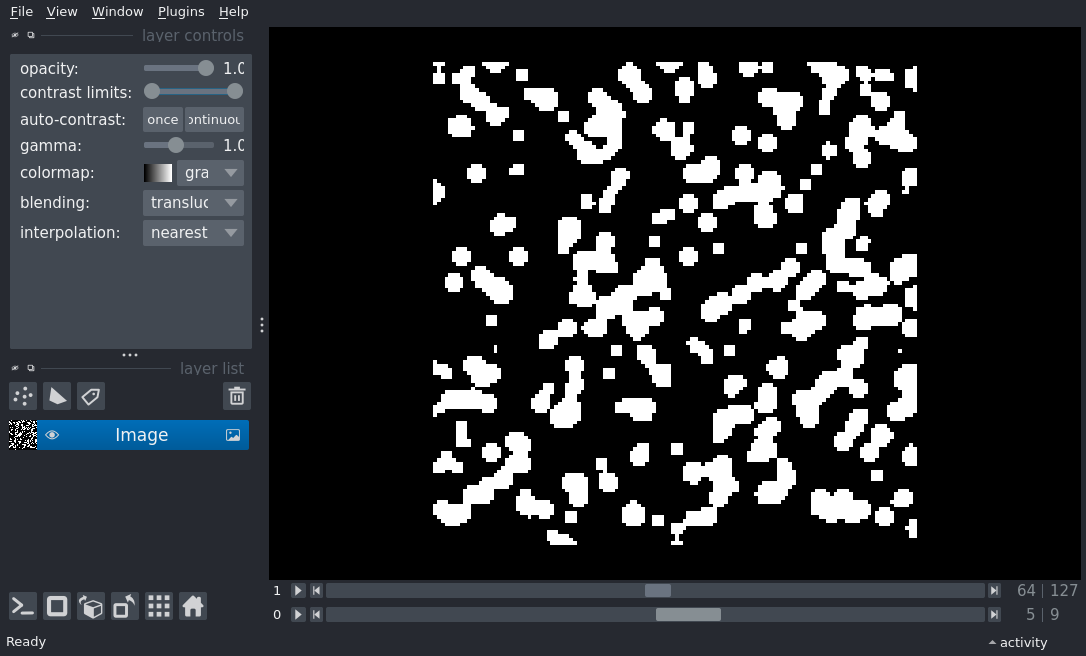 File View Window Plugins Help
layer controls
opacity: 1.0
contrast limits:
auto-contrast: once ontinuou
gamma: 1.0
colormap: gra
blending: transluc
interpolation: nearest
layer list
Image
1 64 127
0 5 9
Ready activity